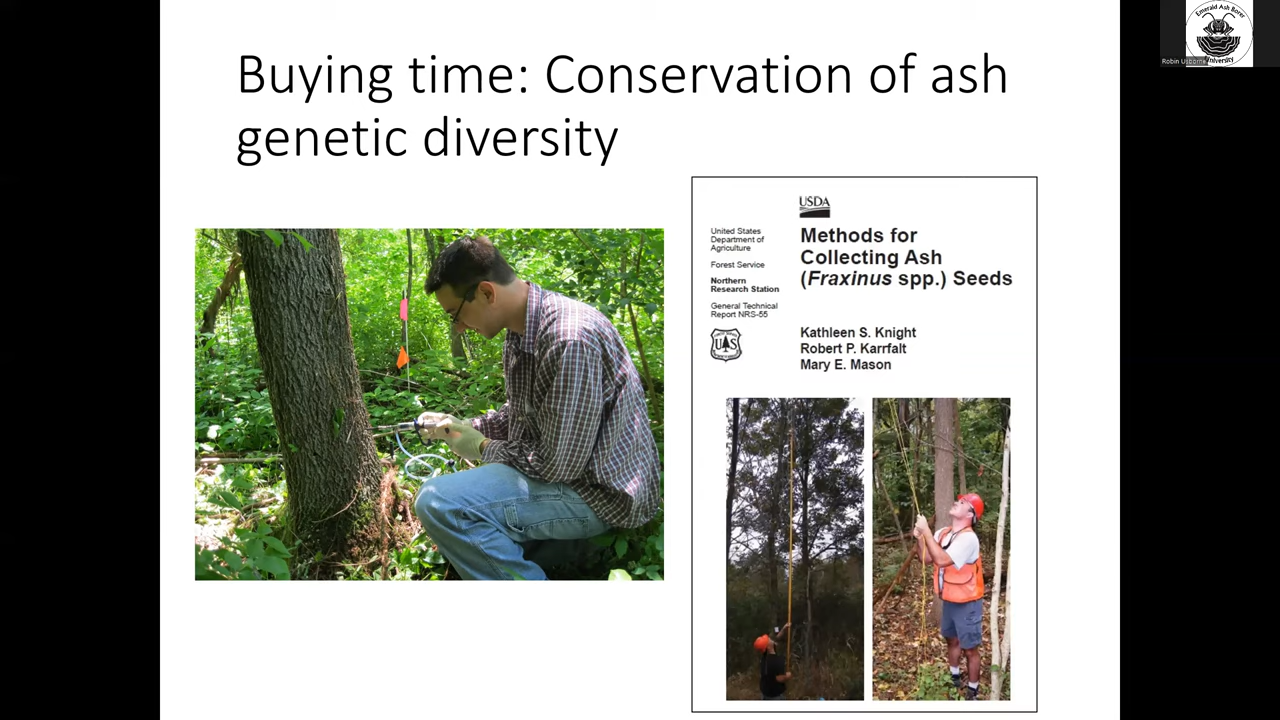 Buying time: Conservation of ash
genetic diversity
USDA
United States
Department of
Agriculture
Forest Service
Northern
Research Station
General Technical
Report NRS-55
Methods for
Collecting Ash
(Fraxinus spp.) Seeds
Kathleen S. Knight
Robert P. Karrfalt
Mary E. Mason
U S
Emerald Ash Borer
University
Robin Usborne